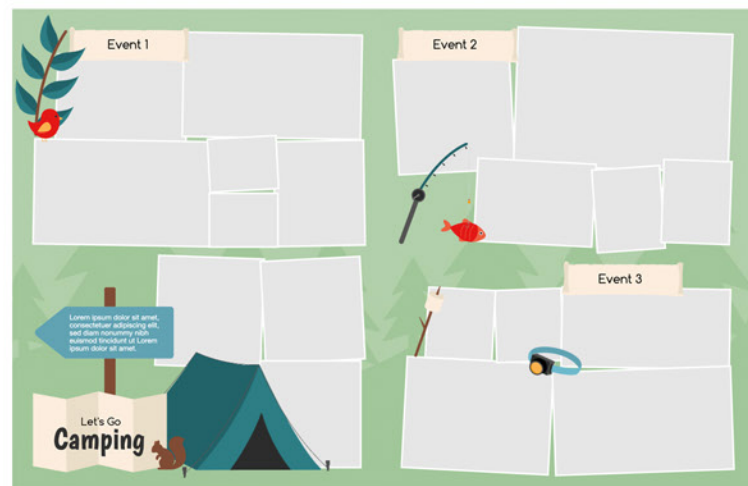 Event 1
Event 2
Lorem ipsum dolor sit amet,
consectetuer adipiscing elit,
sed diam nonummy nibh
euismod tincidunt ut Lorem
ipsum dolor sit amet.
Event 3
Let's Go
Camping